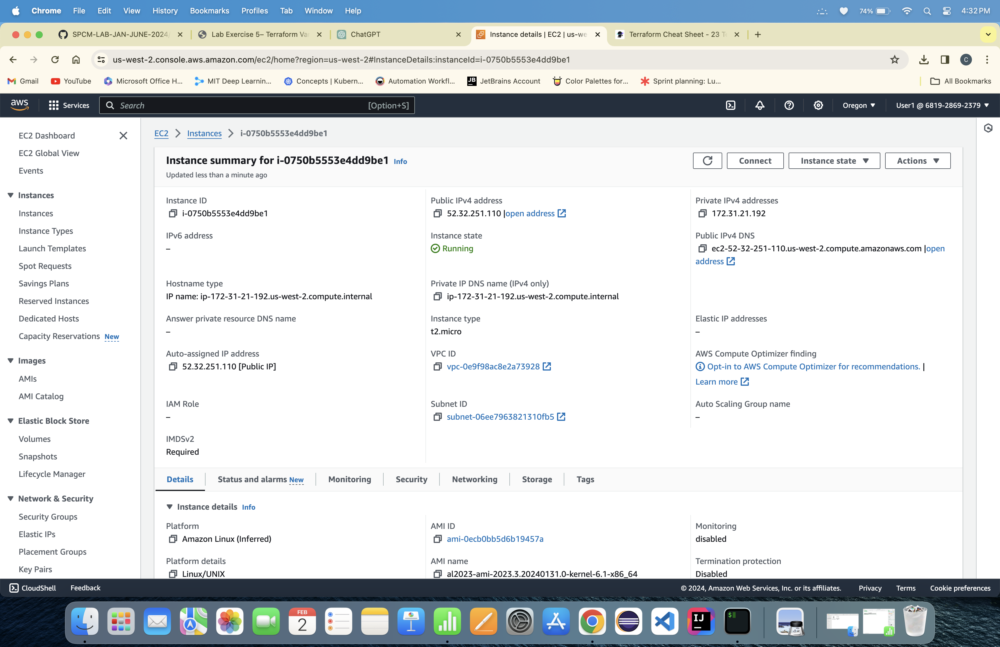 Chrome File Edit View History Bookmarks Profiles Tab Window Help 74% 4:32 PM
SPCM-LAB-JAN-JUNE-2024/ Lab Exercise 5– Terraform Va ChatGPT Instance details | EC2 | us-we Terraform Cheat Sheet - 23 Te
us-west-2.console.aws.amazon.com/ec2/home?region=us-west-2#InstanceDetails:instanceId=i-0750b5553e4dd9be1 C
Gmail YouTube Microsoft Office H... MIT Deep Learnin... Concepts | Kubern... Automation Workfl... JB JetBrains Account Color Palettes for... Sprint planning: Lu... All Bookmarks
aws Services Search [Option+S] Oregon User1 @ 6819-2869-2379
EC2 Dashboard
EC2 Global View
Events
Instances
Instances
Instance Types
Launch Templates
Spot Requests
Savings Plans
Reserved Instances
Dedicated Hosts
Capacity Reservations New
Images
AMIs
AMI Catalog
Elastic Block Store
Volumes
Snapshots
Lifecycle Manager
Network & Security
Security Groups
Elastic IPs
Placement Groups
Key Pairs
EC2 Instances i-0750b5553e4dd9be1
Instance summary for i-0750b5553e4dd9be1 Info
Updated less than a minute ago
Connect Instance state Actions
Instance ID
i-0750b5553e4dd9be1
Public IPv4 address
52.32.251.110 |open address
Private IPv4 addresses
172.31.21.192
IPv6 address
–
Instance state
Running
Public IPv4 DNS
ec2-52-32-251-110.us-west-2.compute.amazonaws.com |open
address
Hostname type
IP name: ip-172-31-21-192.us-west-2.compute.internal
Private IP DNS name (IPv4 only)
ip-172-31-21-192.us-west-2.compute.internal
Answer private resource DNS name
–
Instance type
t2.micro
Elastic IP addresses
–
Auto-assigned IP address
52.32.251.110 [Public IP]
VPC ID
vpc-0e9f98ac8e2a73928
AWS Compute Optimizer finding
Opt-in to AWS Compute Optimizer for recommendations. |
Learn more
IAM Role
–
Subnet ID
subnet-06ee7963821310fb5
Auto Scaling Group name
–
IMDSv2
Required
Details Status and alarms New Monitoring Security Networking Storage Tags
Instance details Info
Platform
Amazon Linux (Inferred)
AMI ID
ami-0ecb0bb5d6b19457a
Monitoring
disabled
Platform details
Linux/UNIX
AMI name
al2023-ami-2023.3.20240131.0-kernel-6.1-x86_64
Termination protection
Disabled
CloudShell Feedback © 2024, Amazon Web Services, Inc. or its affiliates. Privacy Terms Cookie preferences
FEB
2
IJ
$